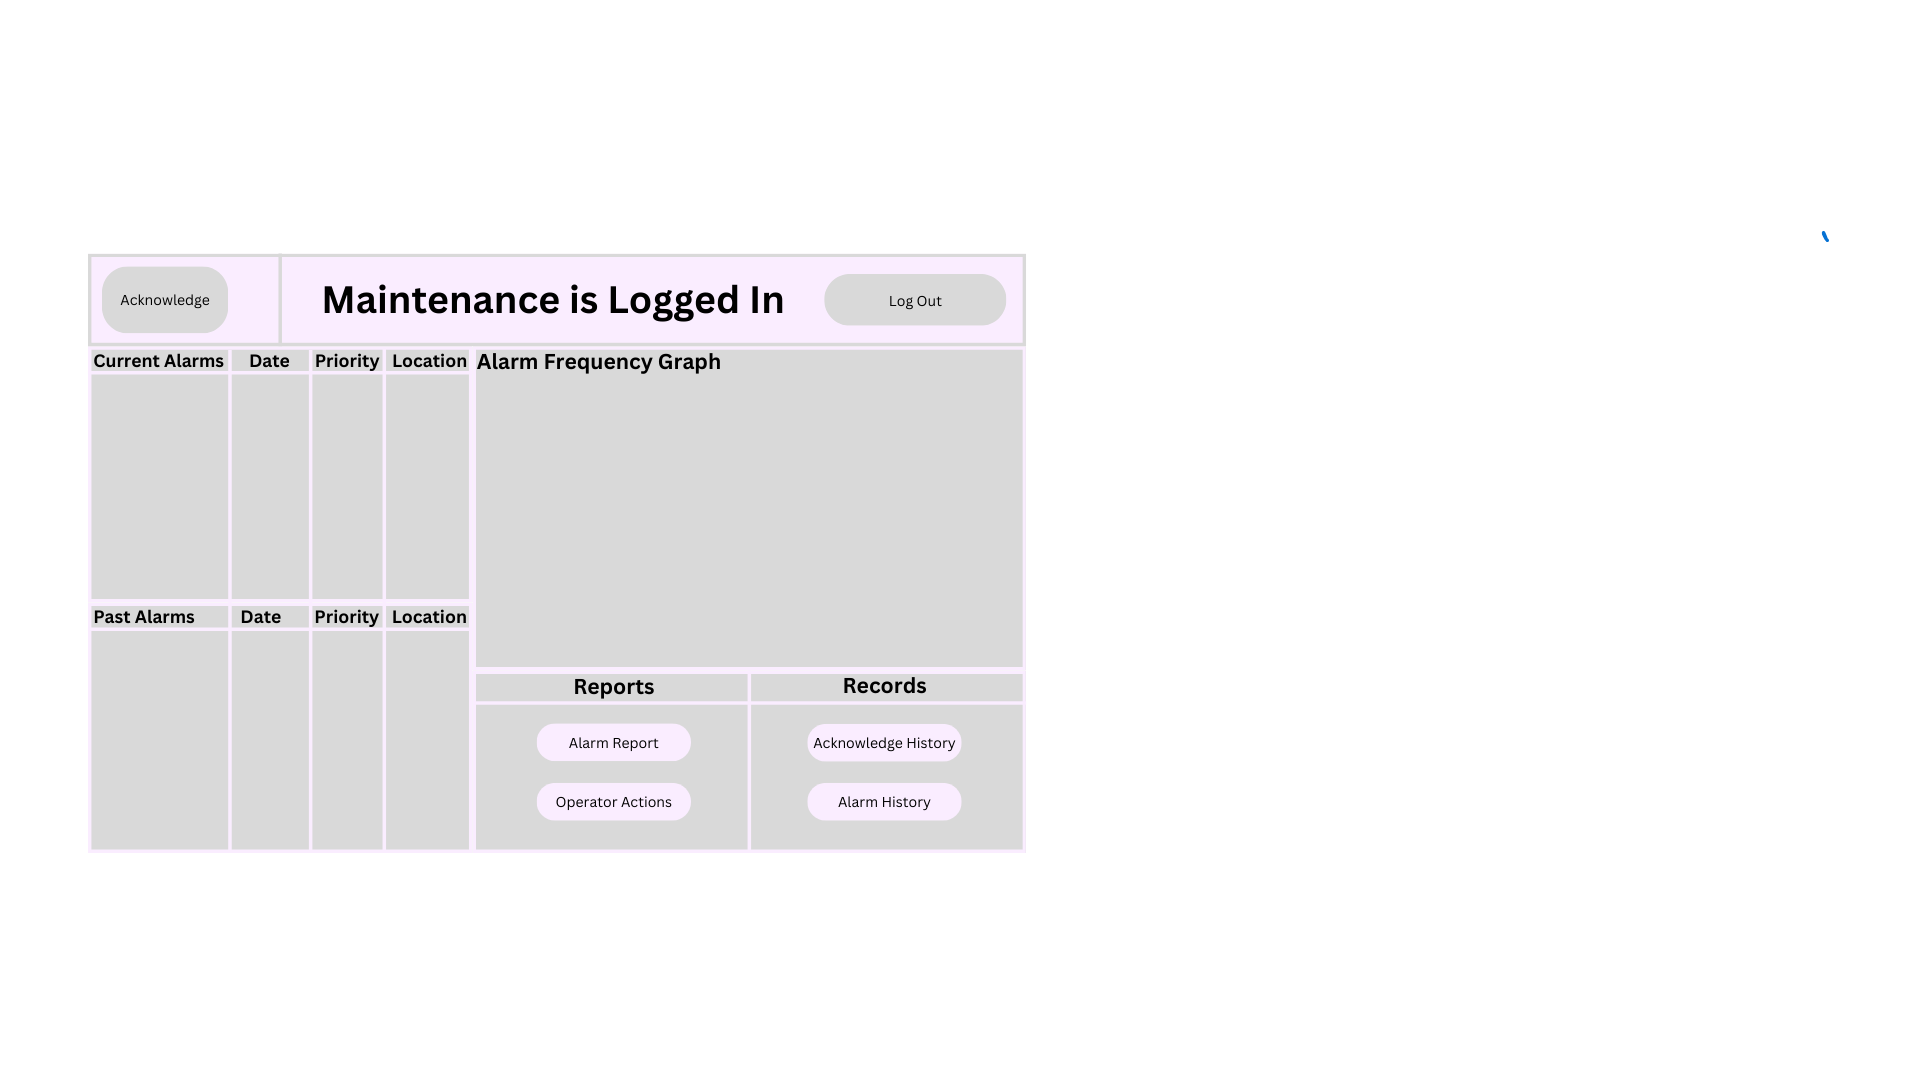 Acknowledge
Maintenance is Logged In
Log Out
Current Alarms Date Priority Location
Alarm Frequency Graph
Past Alarms Date Priority Location
Reports
Records
Alarm Report
Acknowledge History
Operator Actions
Alarm History